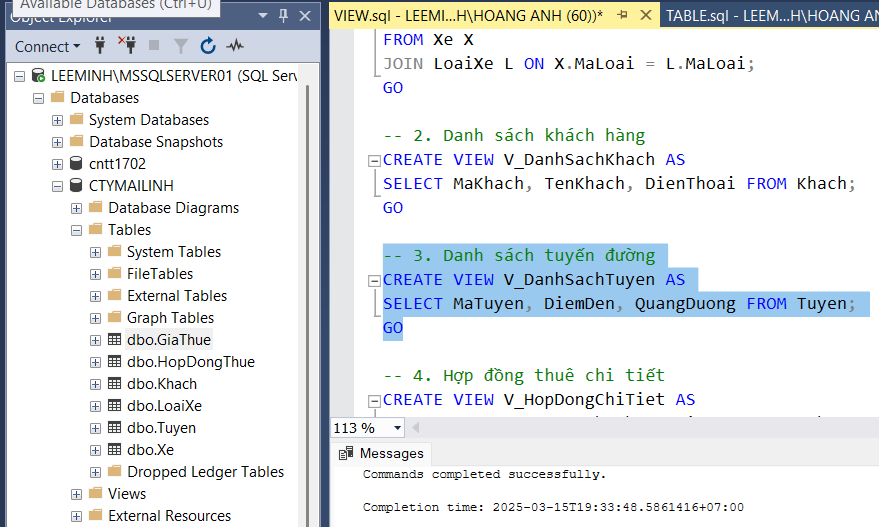 Available Databases (Ctrl+U)
Object Explorer
Connect
LEEMINH\MSSQLSERVER01 (SQL Serv
Databases
System Databases
Database Snapshots
cntt1702
CTYMAILINH
Database Diagrams
Tables
System Tables
FileTables
External Tables
Graph Tables
dbo.GiaThue
dbo.HopDongThue
dbo.Khach
dbo.LoaiXe
dbo.Tuyen
dbo.Xe
Dropped Ledger Tables
Views
External Resources
VIEW.sql - LEEMI...H\HOANG ANH (60))*
TABLE.sql - LEEMI...H\HOANG AN
FROM Xe X
JOIN LoaiXe L ON X.MaLoai = L.MaLoai;
GO
-- 2. Danh sách khách hàng
CREATE VIEW V_DanhSachKhach AS
SELECT MaKhach, TenKhach, DienThoai FROM Khach;
GO
-- 3. Danh sách tuyến đường
CREATE VIEW V_DanhSachTuyen AS
SELECT MaTuyen, DiemDen, QuangDuong FROM Tuyen;
GO
-- 4. Hợp đồng thuê chi tiết
CREATE VIEW V_HopDongChiTiet AS
113 %
Messages
Commands completed successfully.
Completion time: 2025-03-15T19:33:48.5861416+07:00